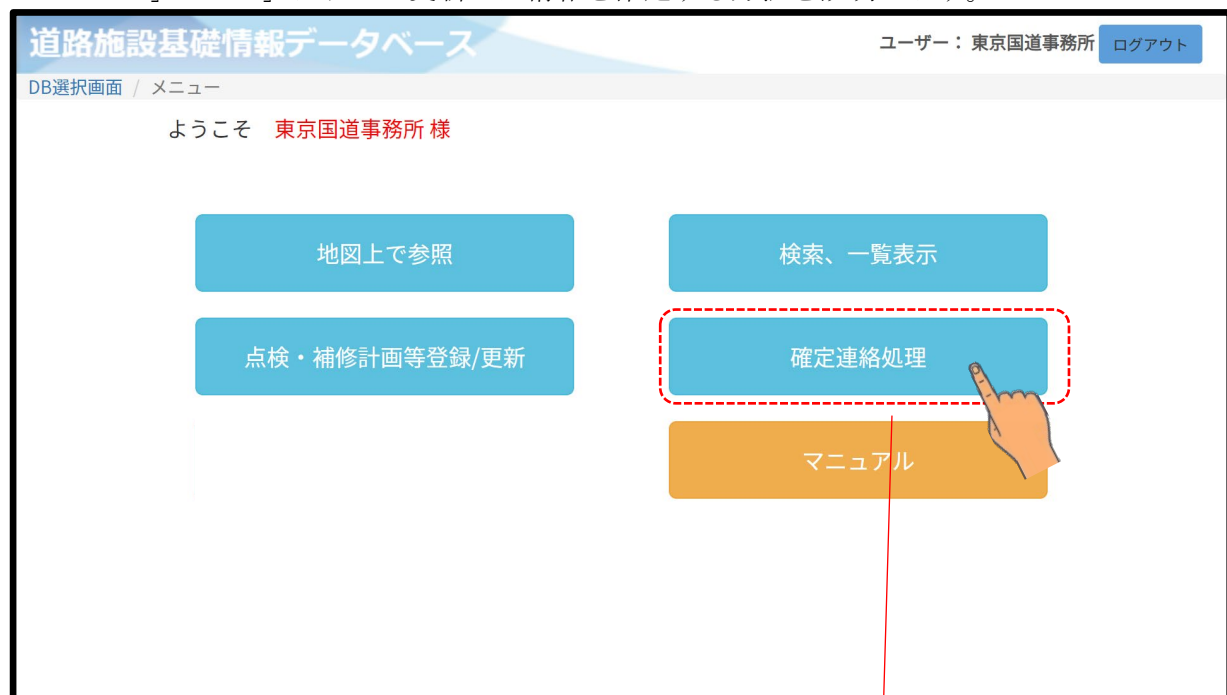 道路施設基礎情報データベース
ユーザー： 東京国道事務所 ログアウト
DB選択画面 / メニュー
ようこそ 東京国道事務所 様
地図上で参照
検索、一覧表示
点検・補修計画等登録/更新
確定連絡処理
マニュアル